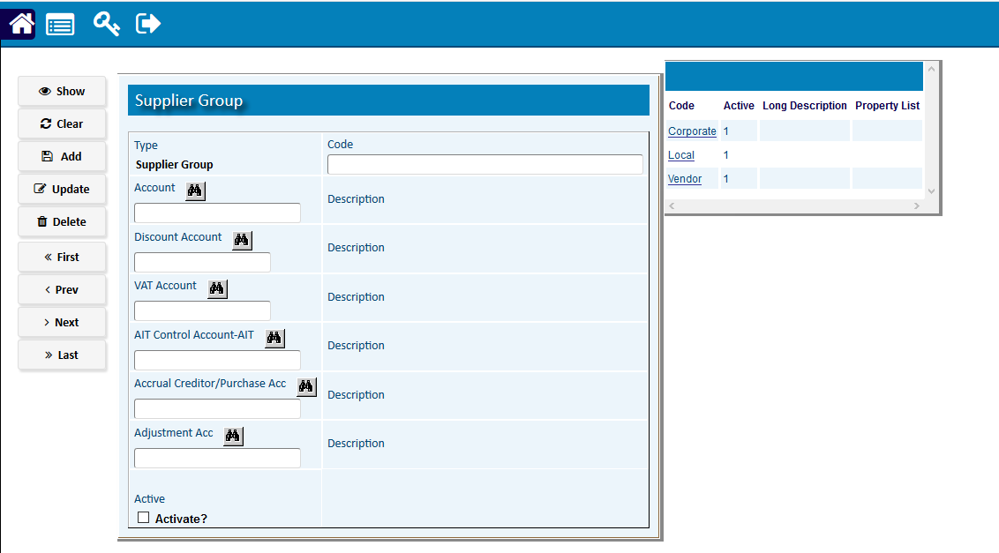 Show
Clear
Add
Update
Delete
« First
< Prev
> Next
» Last
Supplier Group
Type
Code
Supplier Group
Account
Description
Discount Account
Description
VAT Account
Description
AIT Control Account-AIT
Description
Accrual Creditor/Purchase Acc
Description
Adjustment Acc
Description
Active
Activate?
Code Active Long Description Property List
Corporate 1
Local 1
Vendor 1